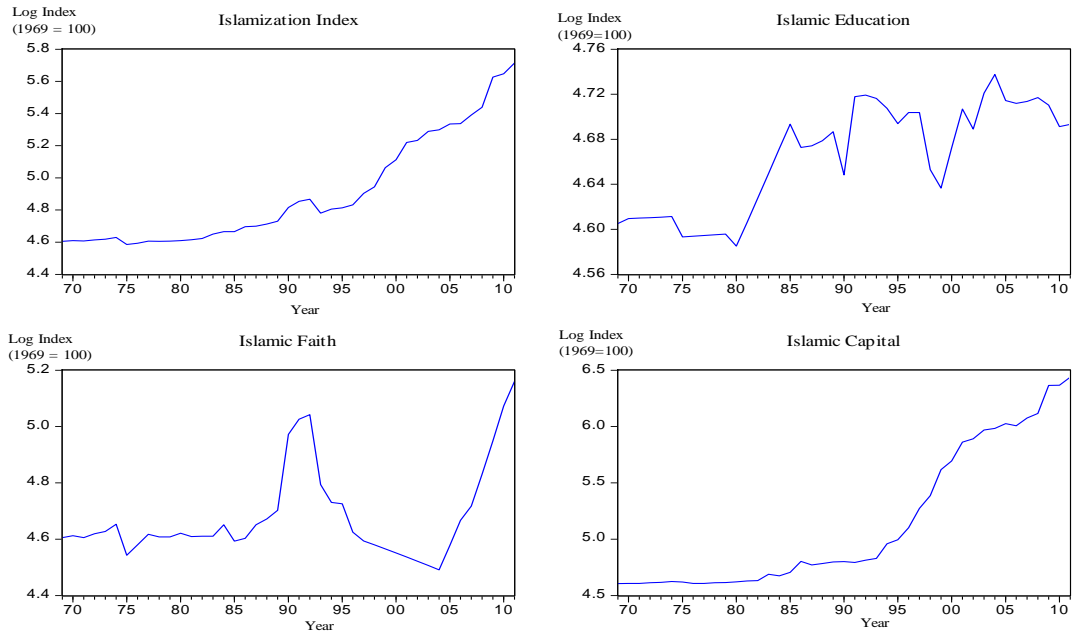 Log Index
(1969 = 100)
Islamization Index
5.8
5.6
5.4
5.2
5.0
4.8
4.6
4.4
70 75 80 85 90 95 00 05 10
Year
Log Index
(1969=100)
Islamic Education
4.76
4.72
4.68
4.64
4.60
4.56
70 75 80 85 90 95 00 05 10
Year
Log Index
(1969 = 100)
Islamic Faith
5.2
5.0
4.8
4.6
4.4
70 75 80 85 90 95 00 05 10
Year
Log Index
(1969=100)
Islamic Capital
6.5
6.0
5.5
5.0
4.5
70 75 80 85 90 95 00 05 10
Year